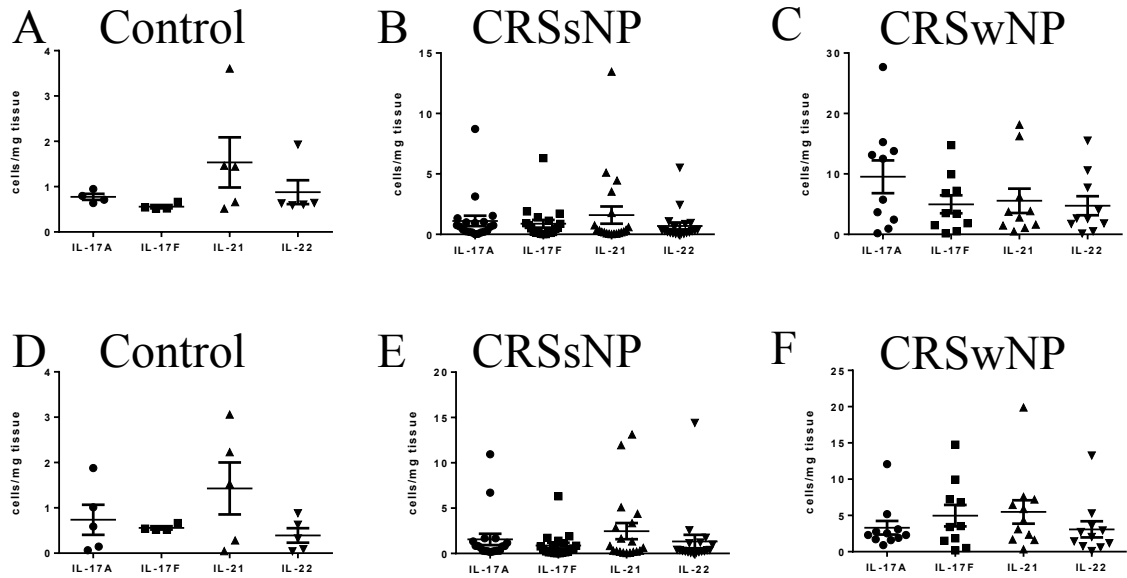 A Control
4
3
2
1
0
cells/mg tissue
IL-17A IL-17F IL-21 IL-22
B CRSsNP
15
10
5
0
cells/mg tissue
IL-17A IL-17F IL-21 IL-22
C CRSwNP
30
20
10
0
cells/mg tissue
IL-17A IL-17F IL-21 IL-22
D Control
4
3
2
1
0
cells/mg tissue
IL-17A IL-17F IL-21 IL-22
E CRSsNP
20
15
10
5
0
cells/mg tissue
IL-17A IL-17F IL-21 IL-22
F CRSwNP
25
20
15
10
5
0
cells/mg tissue
IL-17A IL-17F IL-21 IL-22